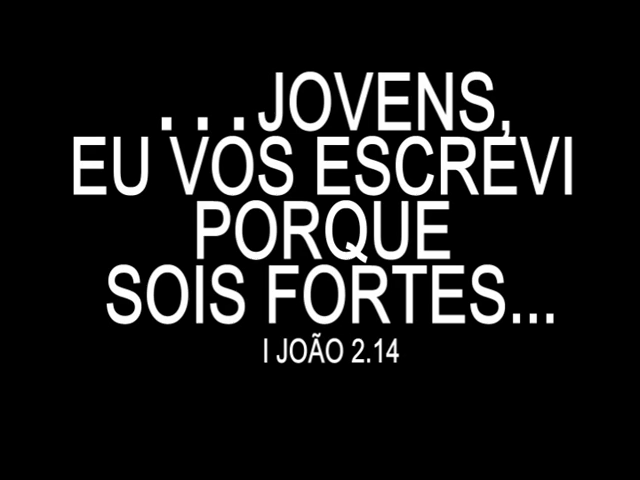 ...JOVENS,
EU VOS ESCREVI
PORQUE
SOIS FORTES...
I JOÃO 2.14